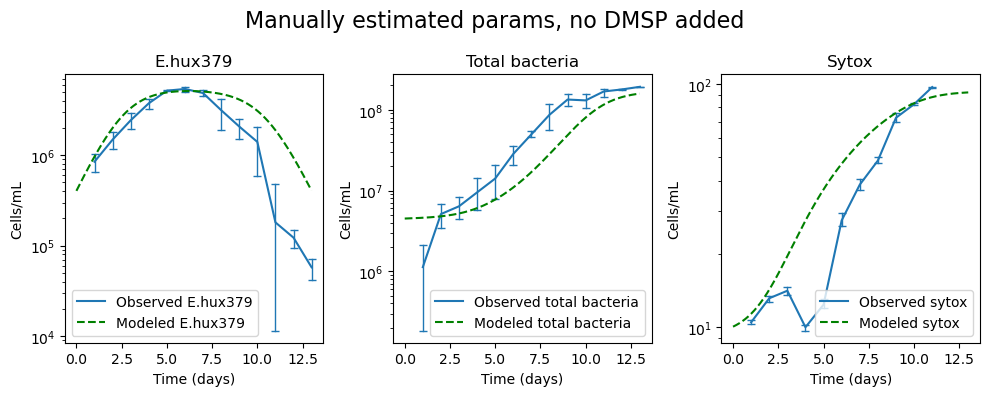 Manually estimated params, no DMSP added
E.hux379
Cells/mL
10^6
10^5
10^4
Observed E.hux379
Modeled E.hux379
0.0 2.5 5.0 7.5 10.0 12.5
Time (days)
Total bacteria
Cells/mL
10^8
10^7
10^6
Observed total bacteria
Modeled total bacteria
0.0 2.5 5.0 7.5 10.0 12.5
Time (days)
Sytox
Cells/mL
10^2
10^1
Observed sytox
Modeled sytox
0.0 2.5 5.0 7.5 10.0 12.5
Time (days)